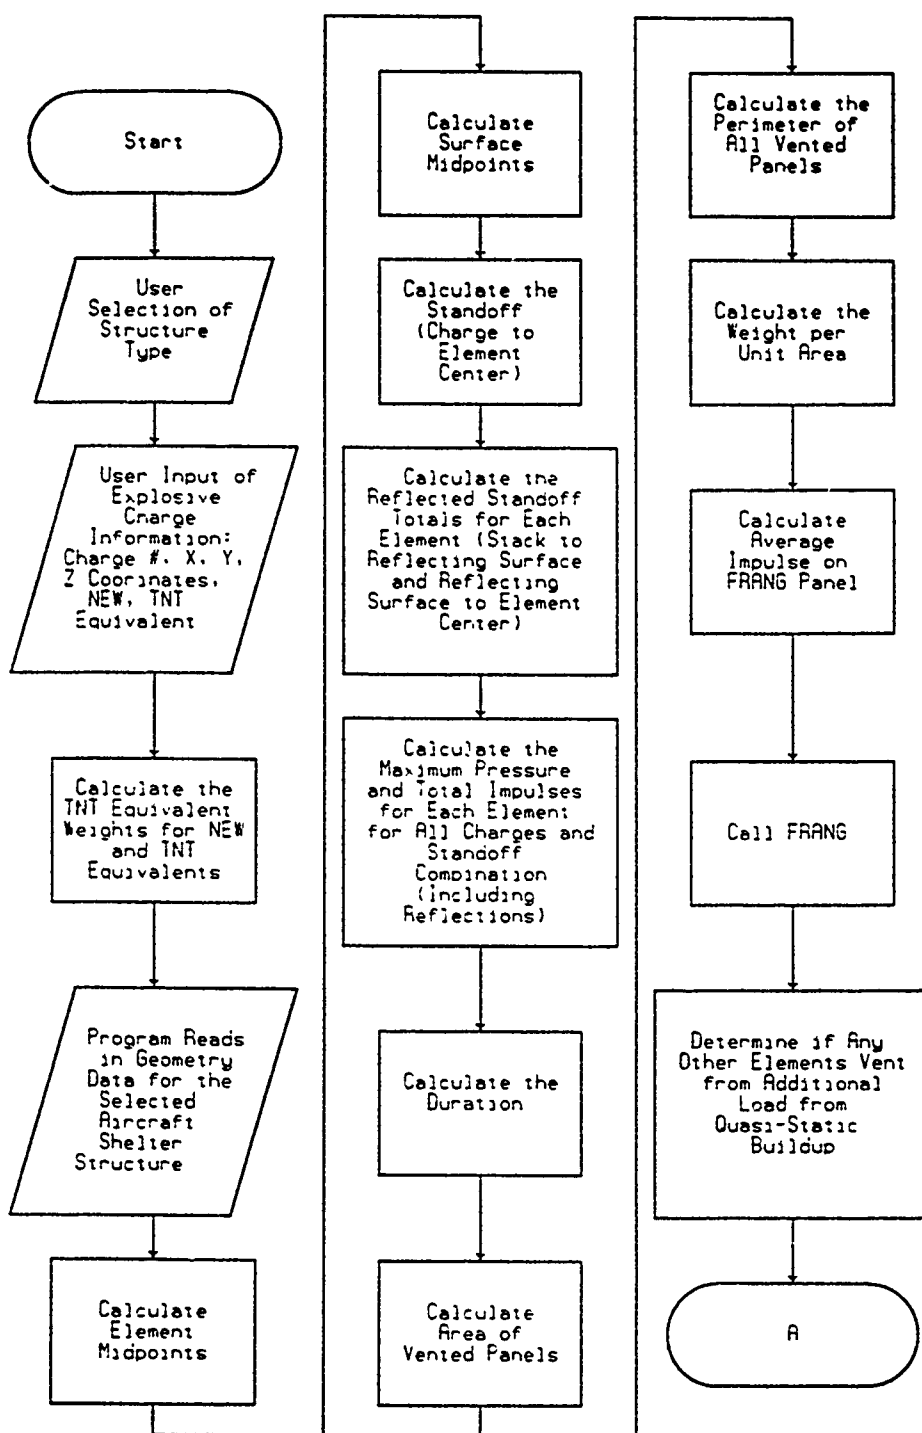 Start
User
Selection of
Structure
Type
User Input of
Explosive
Charge
Information:
Charge #, X, Y,
Z Coordinates,
NEW, TNT
Equivalent
Calculate the
TNT Equivalent
Weights for NEW
and TNT
Equivalents
Program Reads
in Geometry
Data for the
Selected
Aircraft
Shelter
Structure
Calculate
Element
Midpoints
Calculate
Surface
Midpoints
Calculate the
Standoff
(Charge to
Element
Center)
Calculate the
Reflected Standoff
Totals for Each
Element (Stack to
Reflecting Surface
and Reflecting
Surface to Element
Center)
Calculate the
Maximum Pressure
and Total Impulses
for Each Element
for All Charges and
Standoff
Combination
(Including
Reflections)
Calculate the
Duration
Calculate
Area of
Vented Panels
Calculate the
Perimeter of
All Vented
Panels
Calculate the
Weight per
Unit Area
Calculate
Average
Impulse on
FRANG Panel
Call FRANG
Determine if Any
Other Elements Vent
from Additional
Load from
Quasi-Static
Buildup
A